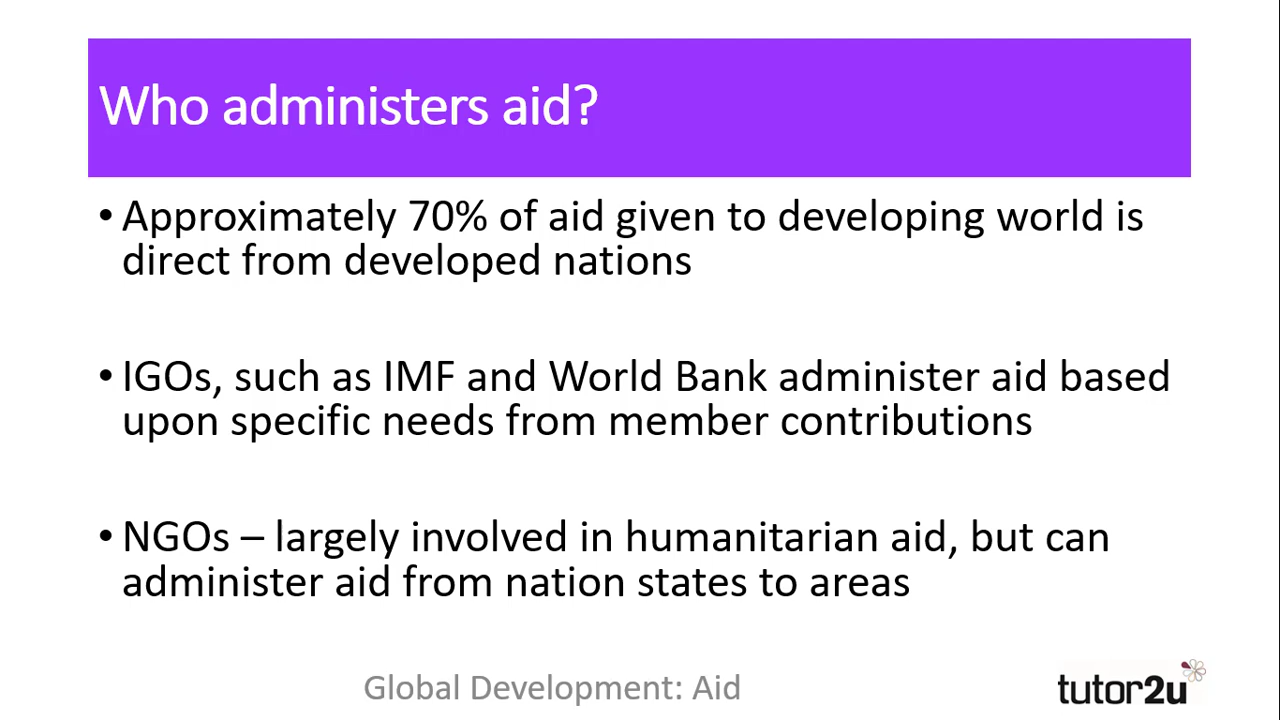 Who administers aid?
• Approximately 70% of aid given to developing world is
direct from developed nations
• IGOs, such as IMF and World Bank administer aid based
upon specific needs from member contributions
• NGOs – largely involved in humanitarian aid, but can
administer aid from nation states to areas
Global Development: Aid
tutor2u